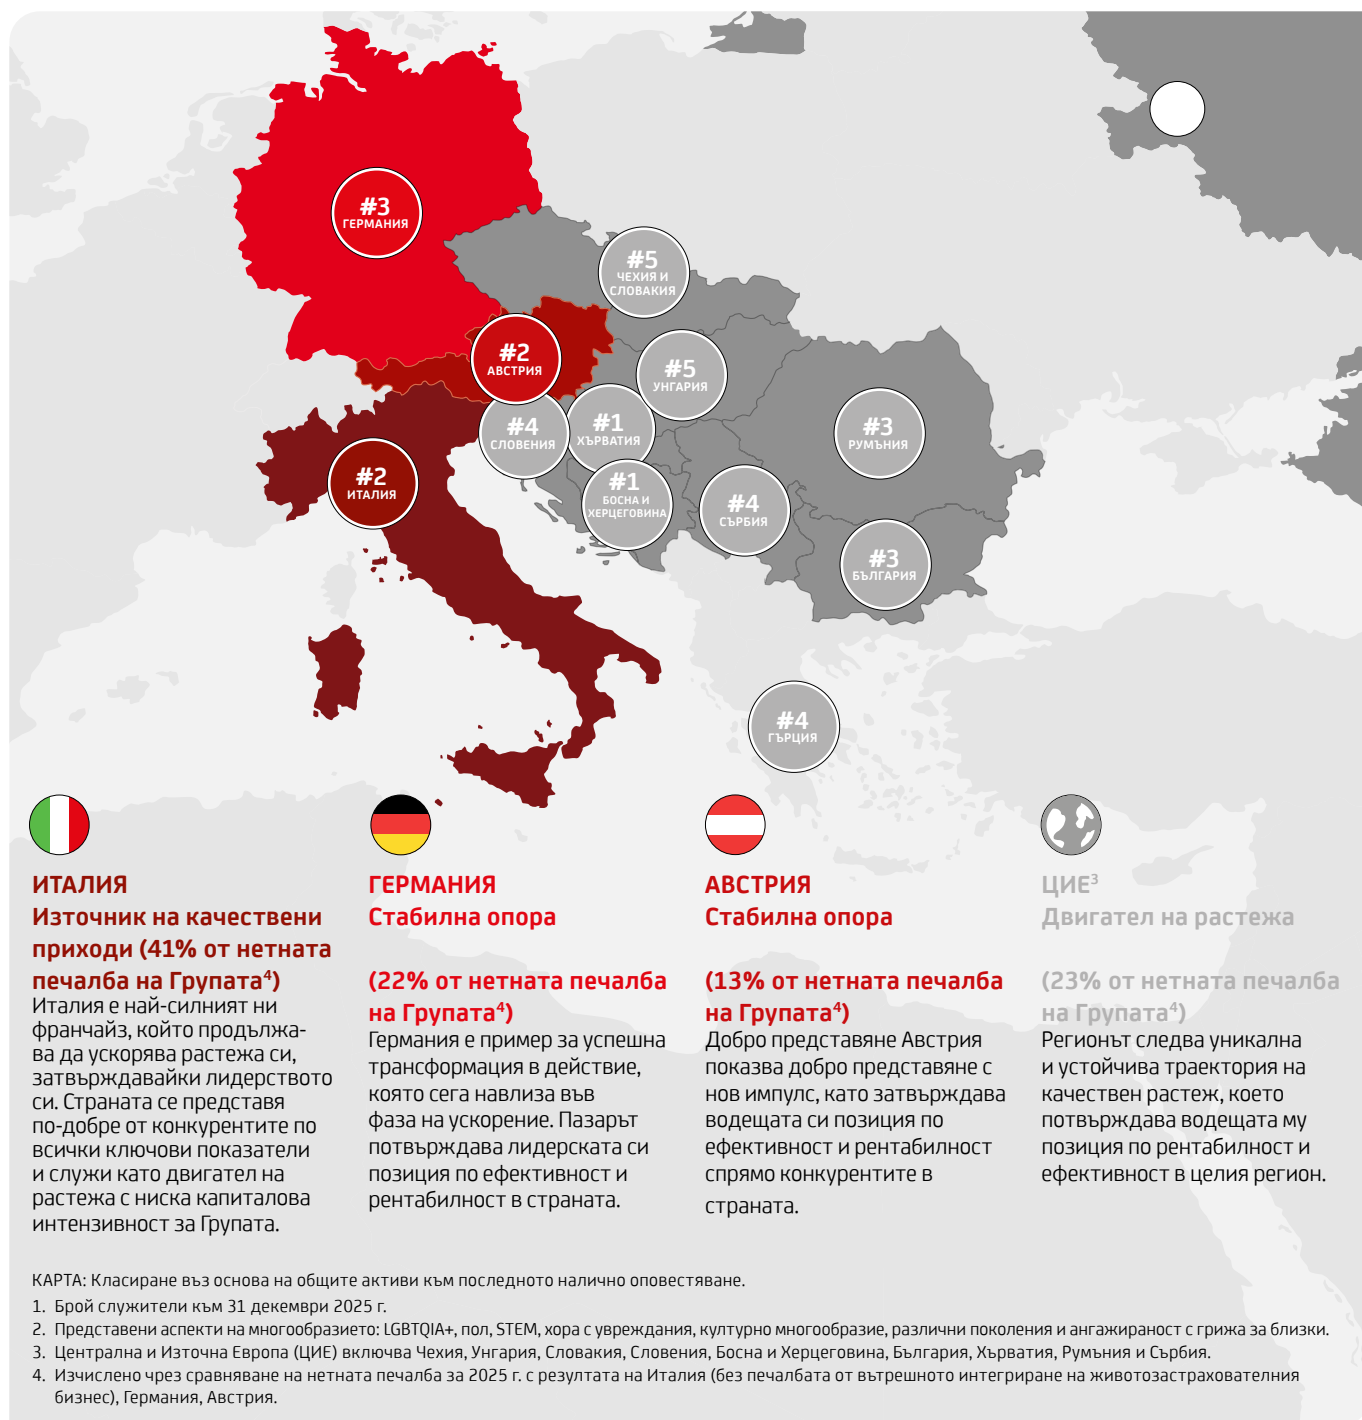 #3
ГЕРМАНИЯ
#5
ЧЕХИЯ И
СЛОВАКИЯ
#2
АВСТРИЯ
#5
УНГАРИЯ
#4
СЛОВЕНИЯ
#1
ХЪРВАТИЯ
#3
РУМЪНИЯ
#2
ИТАЛИЯ
#1
БОСНА И
ХЕРЦЕГОВИНА
#4
СЪРБИЯ
#3
БЪЛГАРИЯ
#4
ГЪРЦИЯ
ИТАЛИЯ
Източник на качествени
приходи (41% от нетната
печалба на Групата⁴)
Италия е най-силният ни
франчайз, който продължа-
ва да ускорява растежа си,
затвърждавайки лидерството
си. Страната се представя
по-добре от конкурентите по
всички ключови показатели
и служи като двигател на
растежа с ниска капиталова
интензивност за Групата.
ГЕРМАНИЯ
Стабилна опора
(22% от нетната печалба
на Групата⁴)
Германия е пример за успешна
трансформация в действие,
която сега навлиза във
фаза на ускорение. Пазарът
потвърждава лидерската си
позиция по ефективност и
рентабилност в страната.
АВСТРИЯ
Стабилна опора
(13% от нетната печалба
на Групата⁴)
Добро представяне Австрия
показва добро представяне с
нов импулс, като затвърждава
водещата си позиция по
ефективност и рентабилност
спрямо конкурентите в
страната.
ЦИЕ³
Двигател на растежа
(23% от нетната печалба
на Групата⁴)
Регионът следва уникална
и устойчива траектория на
качествен растеж, което
потвърждава водещата му
позиция по рентабилност и
ефективност в целия регион.
КАРТА: Класиране въз основа на общите активи към последното налично оповестяване.
1. Брой служители към 31 декември 2025 г.
2. Представени аспекти на многообразието: LGBTQIA+, пол, STEM, хора с увреждания, културно многообразие, различни поколения и ангажираност с грижа за близки.
3. Централна и Източна Европа (ЦИЕ) включва Чехия, Унгария, Словакия, Словения, Босна и Херцеговина, България, Хърватия, Румъния и Сърбия.
4. Изчислено чрез сравняване на нетната печалба за 2025 г. с резултата на Италия (без печалбата от вътрешното интегриране на животозастрахователния
бизнес), Германия, Австрия.